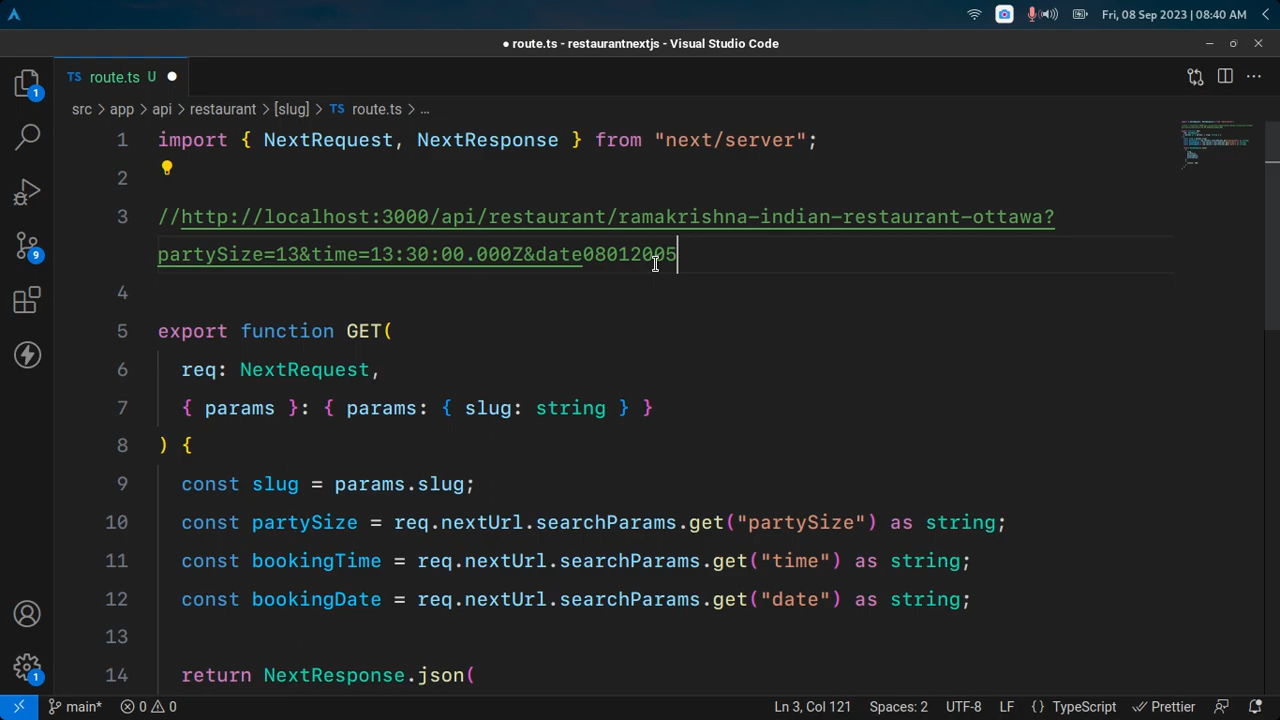 Fri, 08 Sep 2023 | 08:40 AM
● route.ts - restaurantnextjs - Visual Studio Code
TS route.ts U ●
src > app > api > restaurant > [slug] > TS route.ts > ...
1 import { NextRequest, NextResponse } from "next/server";
2
3 //http://localhost:3000/api/restaurant/ramakrishna-indian-restaurant-ottawa?
partySize=13&time=13:30:00.000Z&date08012005
4
5 export function GET(
6 req: NextRequest,
7 { params }: { params: { slug: string } }
8 ) {
9 const slug = params.slug;
10 const partySize = req.nextUrl.searchParams.get("partySize") as string;
11 const bookingTime = req.nextUrl.searchParams.get("time") as string;
12 const bookingDate = req.nextUrl.searchParams.get("date") as string;
13
14 return NextResponse.json(
1
9
1
main* 0 0 Ln 3, Col 121 Spaces: 2 UTF-8 LF {} TypeScript Prettier